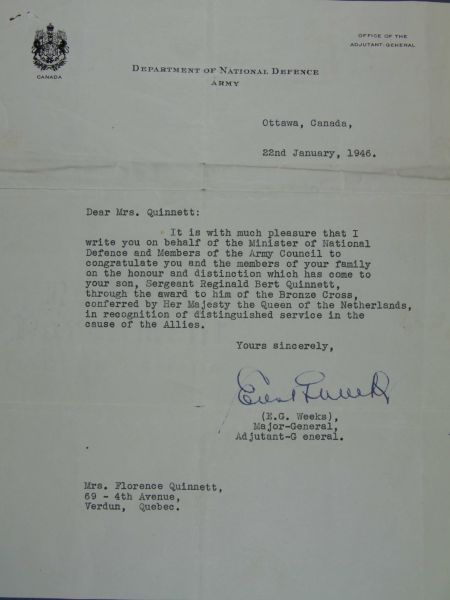 OFFICE OF THE
ADJUTANT-GENERAL
CANADA
DEPARTMENT OF NATIONAL DEFENCE
ARMY
Ottawa, Canada,
22nd January, 1946.
Dear Mrs. Quinnett:
It is with much pleasure that I
write you on behalf of the Minister of National
Defence and Members of the Army Council to
congratulate you and the members of your family
on the honour and distinction which has come to
your son, Sergeant Reginald Bert Quinnett,
through the award to him of the Bronze Cross,
conferred by Her Majesty the Queen of the Netherlands,
in recognition of distinguished service in the
cause of the Allies.
Yours sincerely,
(E.G. Weeks),
Major-General,
Adjutant-G eneral.
Mrs. Florence Quinnett,
69 - 4th Avenue,
Verdun, Quebec.